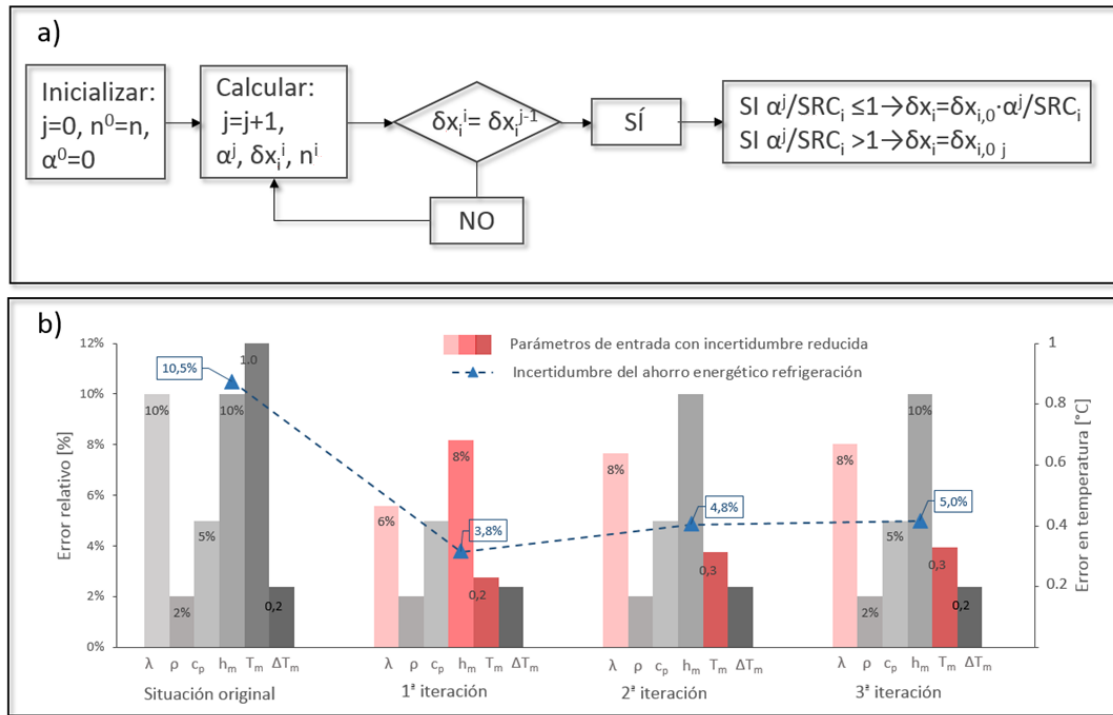 a)
Inicializar:
j=0, n⁰=n,
α⁰=0
Calcular:
j=j+1,
αʲ, δxᵢⁱ, nⁱ
δxᵢⁱ= δxᵢʲ⁻¹
SÍ
NO
SI αʲ/SRCᵢ ≤1→δxᵢ=δxᵢ,₀·αʲ/SRCᵢ
SI αʲ/SRCᵢ >1→δxᵢ=δxᵢ,₀ ⱼ
b)
Parámetros de entrada con incertidumbre reducida
Incertidumbre del ahorro energético refrigeración
Error relativo [%]
12%
10%
8%
6%
4%
2%
0%
Error en temperatura [°C]
1
0.8
0.6
0.4
0.2
10,5%
10%
2%
5%
10%
1.0
0,2
6%
8%
3,8%
0,2
8%
4,8%
0,3
8%
2%
5%
10%
5,0%
0,3
0,2
λ ρ cₚ hₘ Tₘ ΔTₘ
λ ρ cₚ hₘ Tₘ ΔTₘ
λ ρ cₚ hₘ Tₘ ΔTₘ
λ ρ cₚ hₘ Tₘ ΔTₘ
Situación original
1ª iteración
2ª iteración
3ª iteración